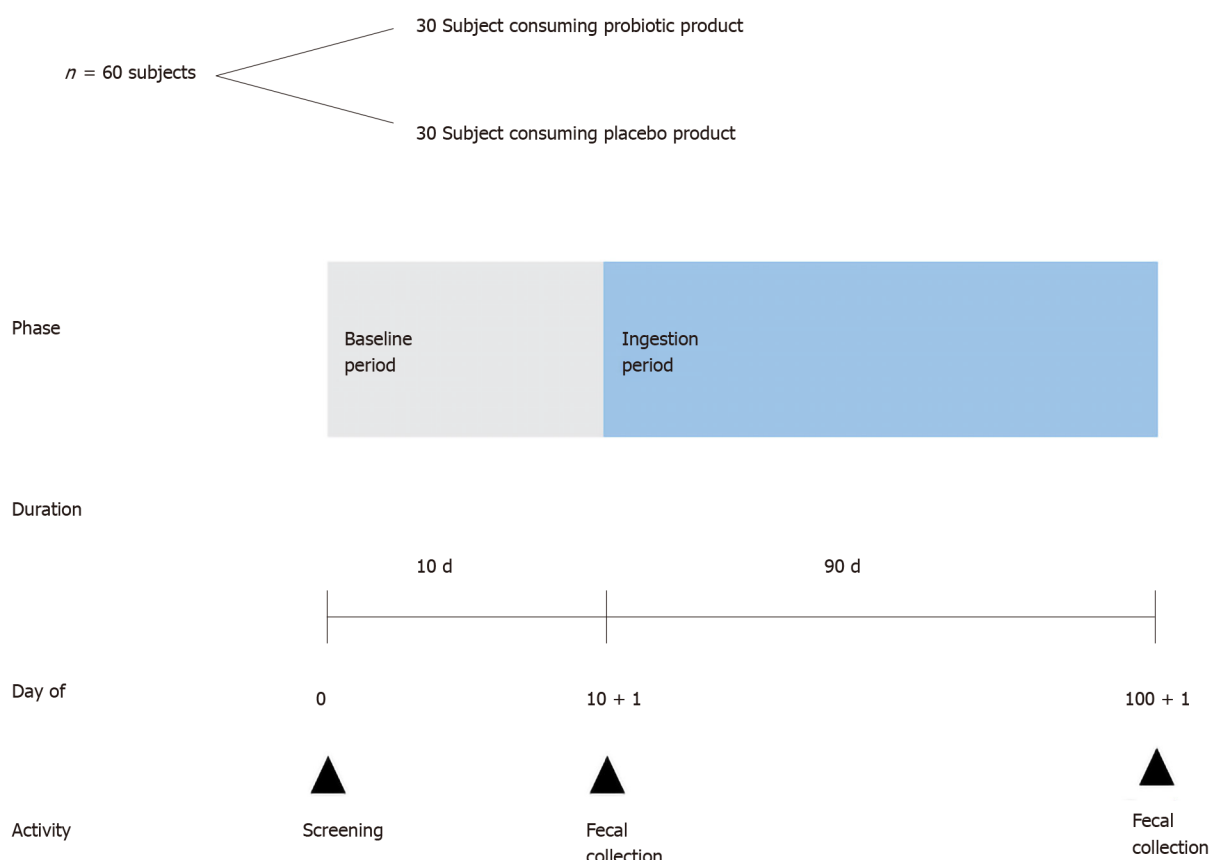 30 Subject consuming probiotic product
n = 60 subjects
30 Subject consuming placebo product
Phase
Baseline
period
Ingestion
period
Duration
10 d
90 d
Day of
0
10 + 1
100 + 1
Activity
Screening
Fecal
collection
Fecal
collection